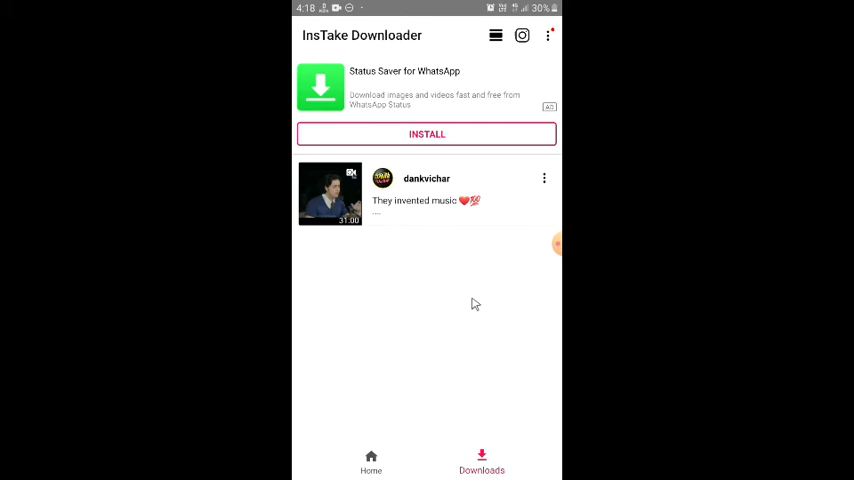 4:18 30%
InsTake Downloader
Status Saver for WhatsApp
Download images and videos fast and free from
WhatsApp Status
AD
INSTALL
dankvichar
They invented music ❤️💯
....
31:00
Home
Downloads